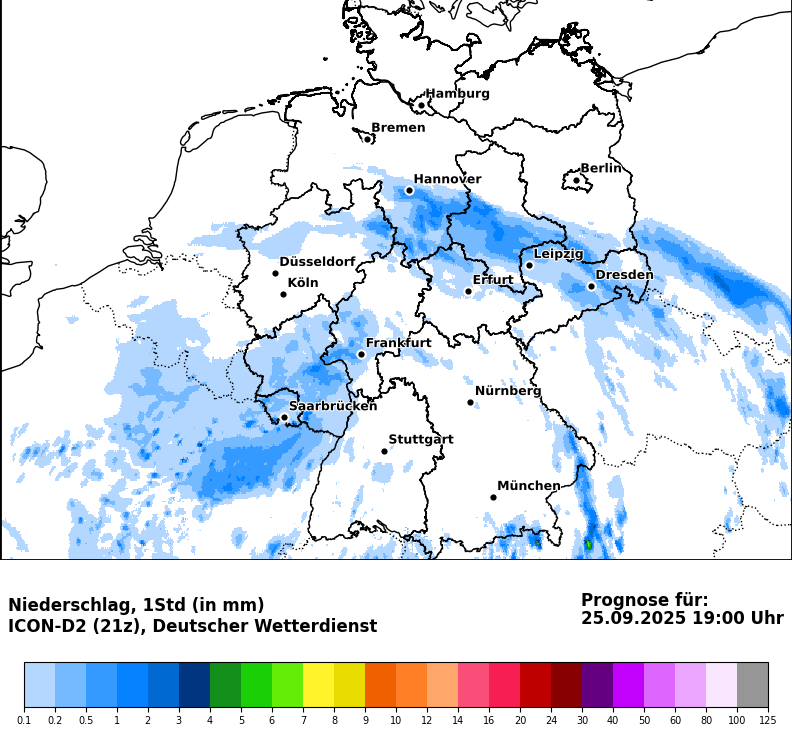 Hamburg
Bremen
Hannover
Berlin
Düsseldorf
Köln
Leipzig
Dresden
Erfurt
Frankfurt
Nürnberg
Saarbrücken
Stuttgart
München
Niederschlag, 1Std (in mm)
ICON-D2 (21z), Deutscher Wetterdienst
Prognose für:
25.09.2025 19:00 Uhr
0.1 0.2 0.5 1 2 3 4 5 6 7 8 9 10 12 14 16 20 24 30 40 50 60 80 100 125